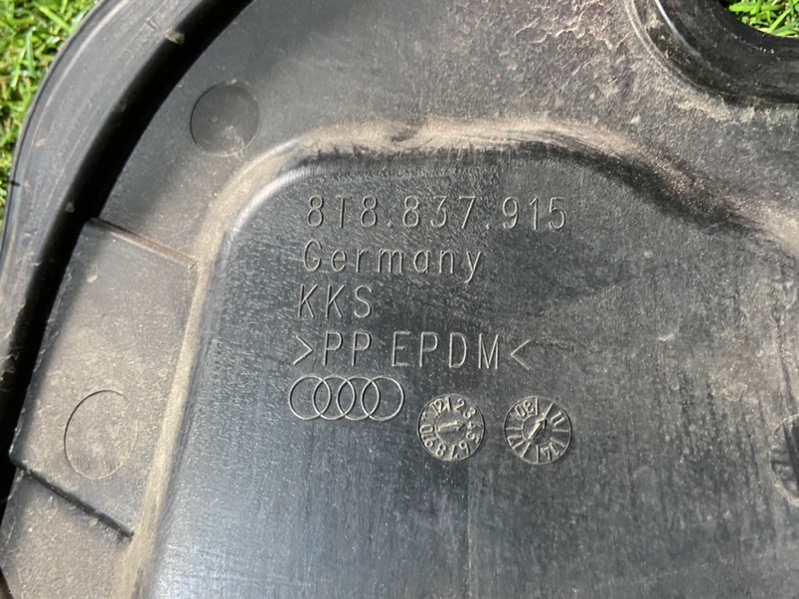 8T8.837.915
Germany
KKS
>PP EPDM<